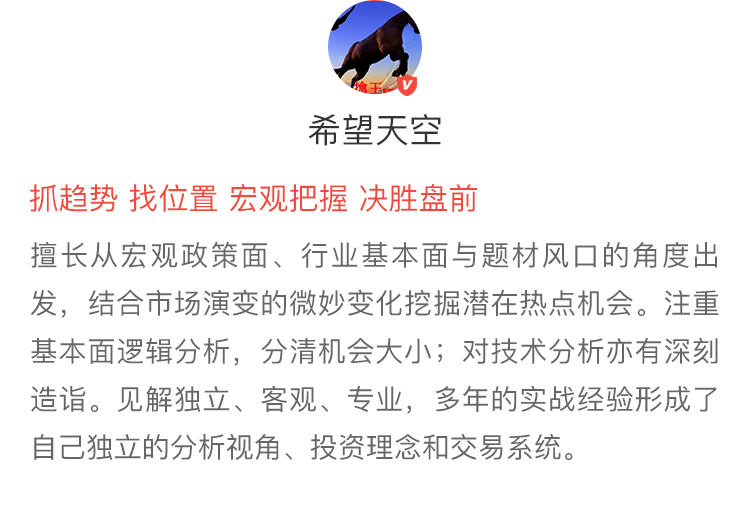 擒王
V
希望天空
抓趋势 找位置 宏观把握 决胜盘前
擅长从宏观政策面、行业基本面与题材风口的角度出
发，结合市场演变的微妙变化挖掘潜在热点机会。注重
基本面逻辑分析，分清机会大小；对技术分析亦有深刻
造诣。见解独立、客观、专业，多年的实战经验形成了
自己独立的分析视角、投资理念和交易系统。